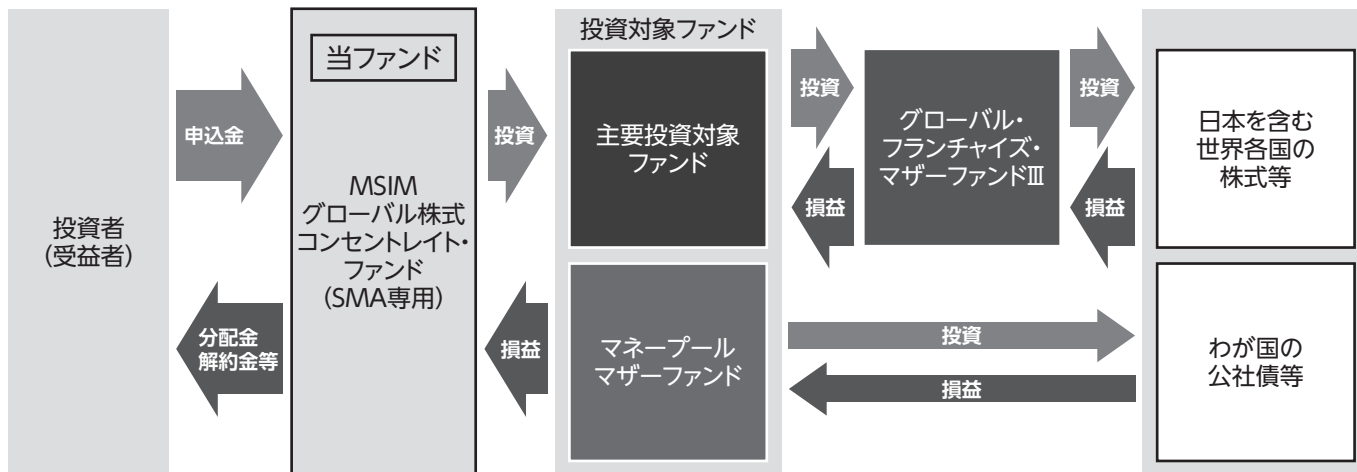 投資者
(受益者)
申込金
分配金
解約金等
当ファンド
MSIM
グローバル株式
コンセントレイト・
ファンド
(SMA専用)
投資
損益
投資対象ファンド
主要投資対象
ファンド
マネープール
マザーファンド
投資
損益
グローバル・
フランチャイズ・
マザーファンドⅢ
投資
損益
投資
損益
日本を含む
世界各国の
株式等
わが国の
公社債等